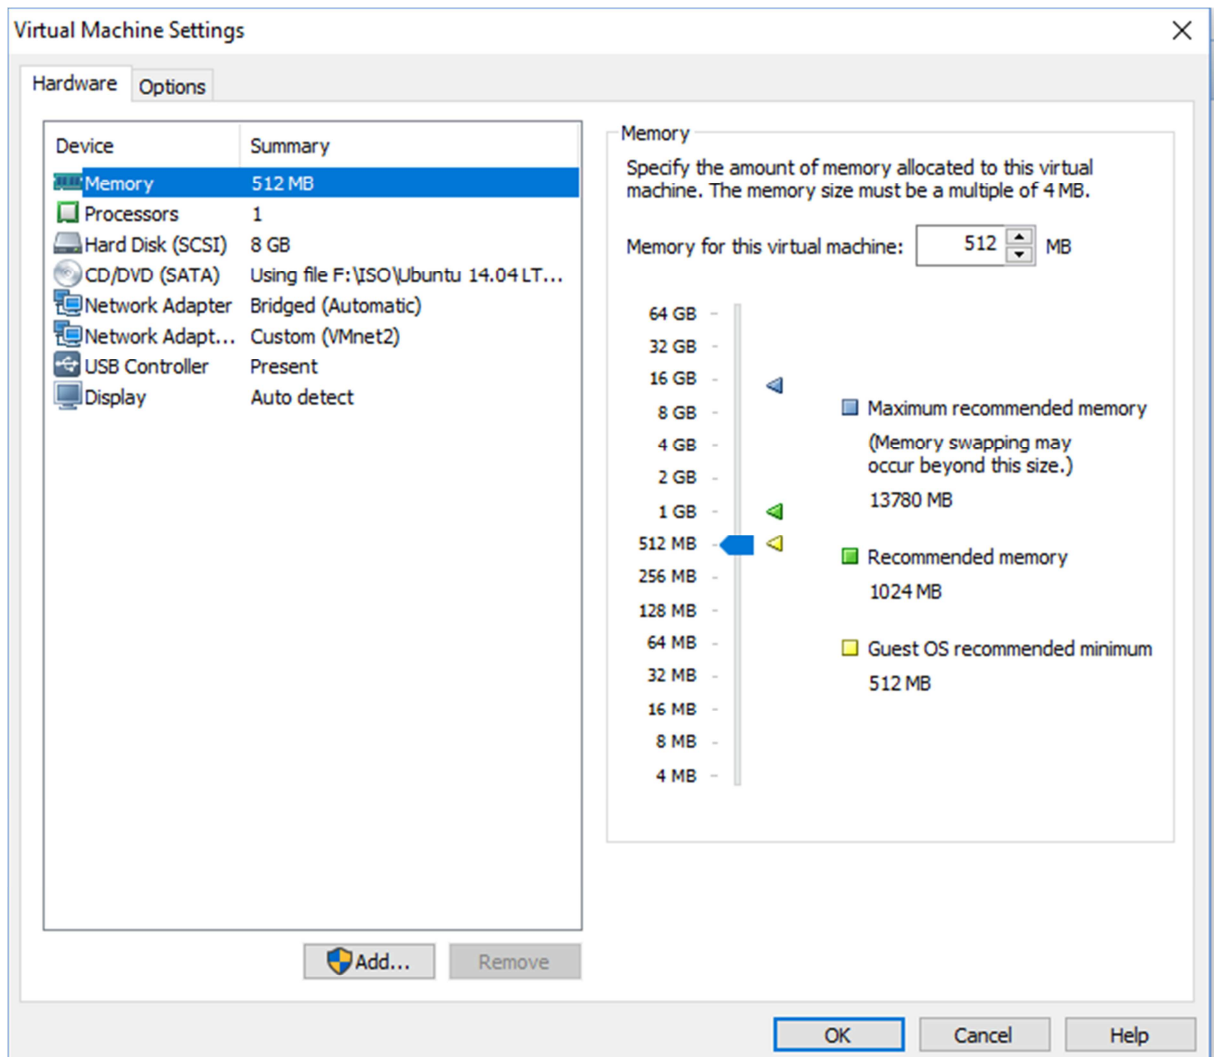 Virtual Machine Settings
Hardware
Options
Device Summary
Memory 512 MB
Processors 1
Hard Disk (SCSI) 8 GB
CD/DVD (SATA) Using file F:\ISO\Ubuntu 14.04 LT...
Network Adapter Bridged (Automatic)
Network Adapt... Custom (VMnet2)
USB Controller Present
Display Auto detect
Add...
Remove
Memory
Specify the amount of memory allocated to this virtual
machine. The memory size must be a multiple of 4 MB.
Memory for this virtual machine: 512 MB
64 GB
32 GB
16 GB
8 GB
4 GB
2 GB
1 GB
512 MB
256 MB
128 MB
64 MB
32 MB
16 MB
8 MB
4 MB
Maximum recommended memory
(Memory swapping may
occur beyond this size.)
13780 MB
Recommended memory
1024 MB
Guest OS recommended minimum
512 MB
OK
Cancel
Help